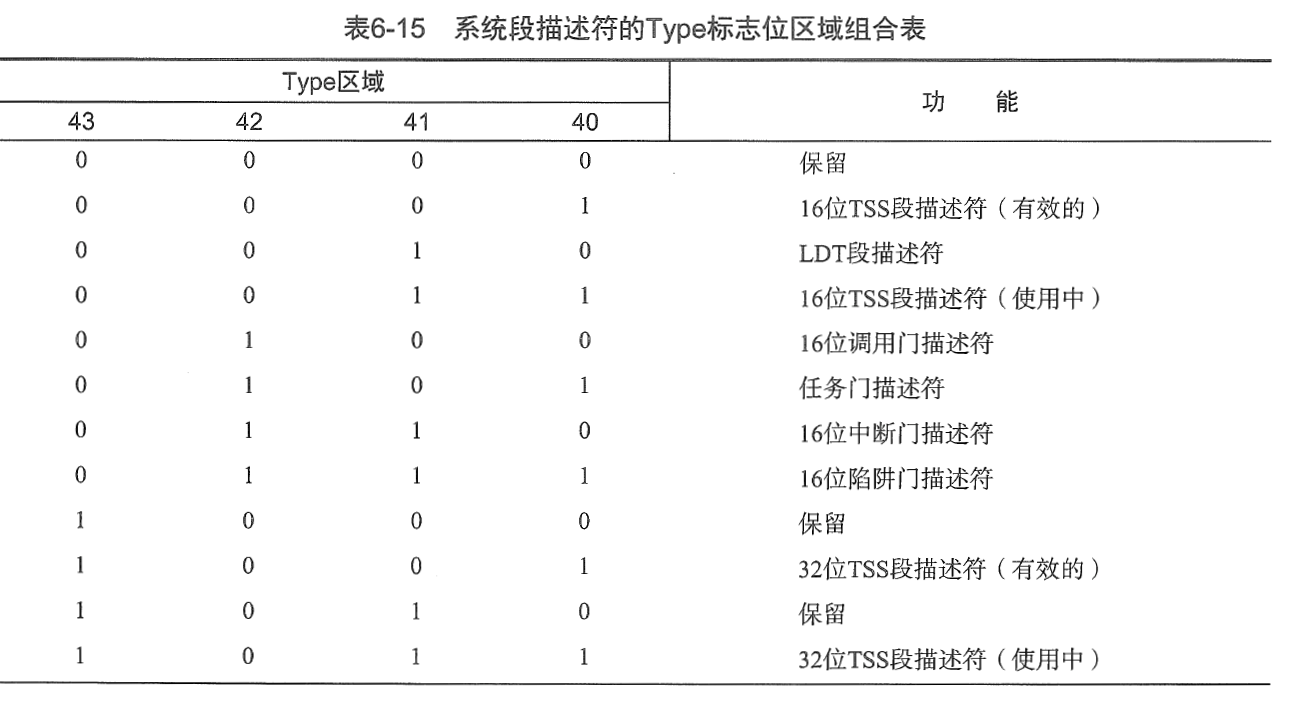 表6-15 系统段描述符的Type标志位区域组合表
Type区域 功 能
43 42 41 40
0 0 0 0 保留
0 0 0 1 16位TSS段描述符（有效的）
0 0 1 0 LDT段描述符
0 0 1 1 16位TSS段描述符（使用中）
0 1 0 0 16位调用门描述符
0 1 0 1 任务门描述符
0 1 1 0 16位中断门描述符
0 1 1 1 16位陷阱门描述符
1 0 0 0 保留
1 0 0 1 32位TSS段描述符（有效的）
1 0 1 0 保留
1 0 1 1 32位TSS段描述符（使用中）